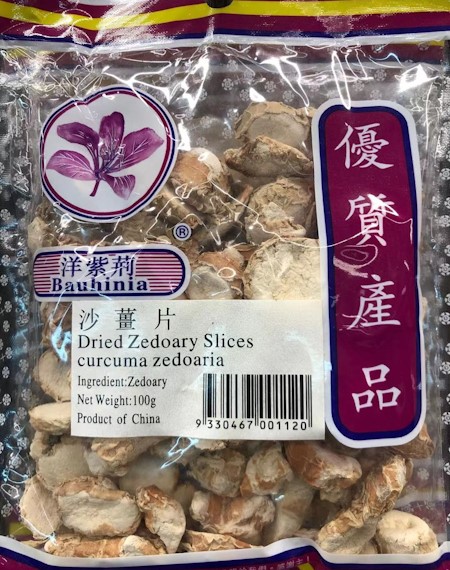 優質產品
®
洋紫荊
Bauhinia
沙薑片
Dried Zedoary Slices
curcuma zedoaria
Ingredient:Zedoary
Net Weight:100g
Product of China
9 330467 001120